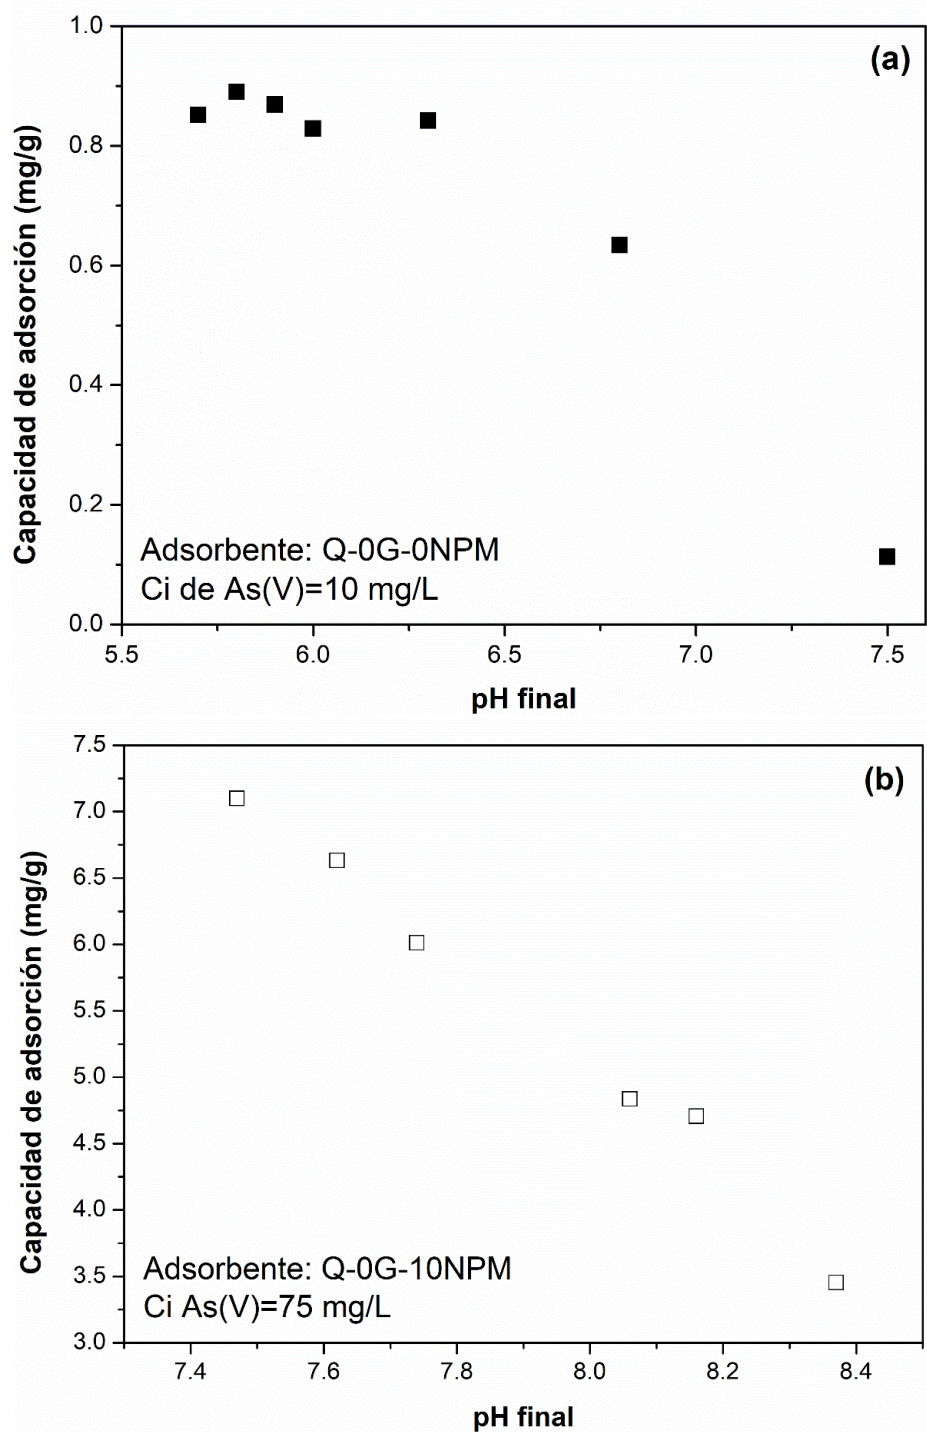 (a)
Capacidad de adsorción (mg/g)
1.0
0.8
0.6
0.4
0.2
0.0
Adsorbente: Q-0G-0NPM
Ci de As(V)=10 mg/L
5.5 6.0 6.5 7.0 7.5
pH final
(b)
Capacidad de adsorción (mg/g)
7.5
7.0
6.5
6.0
5.5
5.0
4.5
4.0
3.5
3.0
Adsorbente: Q-0G-10NPM
Ci As(V)=75 mg/L
7.4 7.6 7.8 8.0 8.2 8.4
pH final